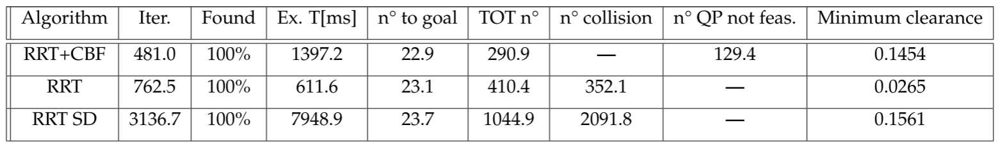 Algorithm Iter. Found Ex. T[ms] n° to goal TOT n° n° collision n° QP not feas. Minimum clearance
RRT+CBF 481.0 100% 1397.2 22.9 290.9 — 129.4 0.1454
RRT 762.5 100% 611.6 23.1 410.4 352.1 — 0.0265
RRT SD 3136.7 100% 7948.9 23.7 1044.9 2091.8 — 0.1561